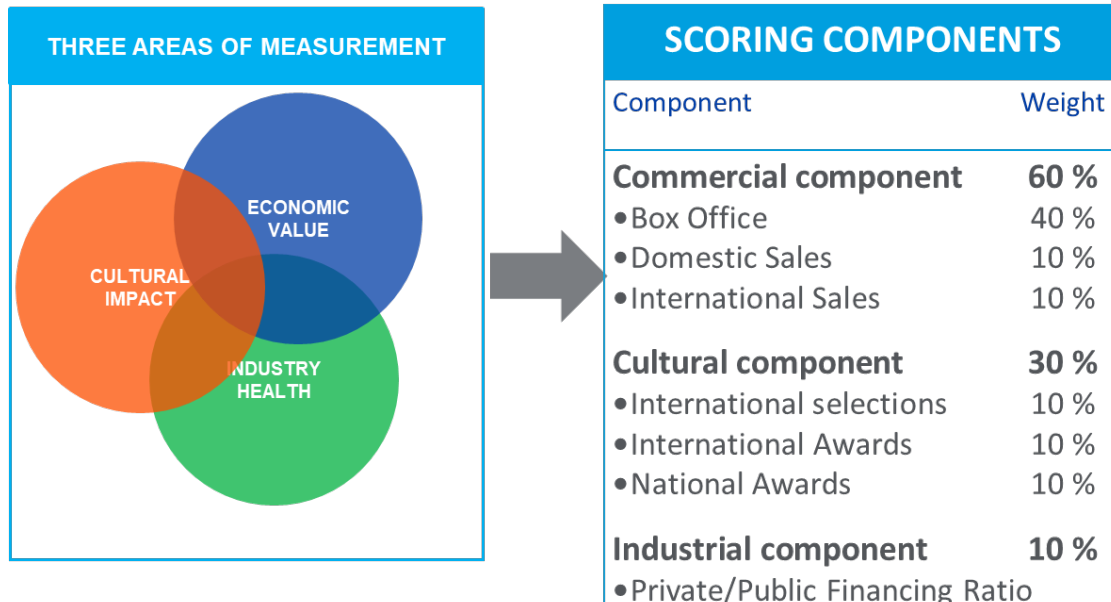 THREE AREAS OF MEASUREMENT
ECONOMIC
VALUE
CULTURAL
IMPACT
INDUSTRY
HEALTH
SCORING COMPONENTS
Component Weight
Commercial component 60 %
•Box Office 40 %
•Domestic Sales 10 %
•International Sales 10 %
Cultural component 30 %
•International selections 10 %
•International Awards 10 %
•National Awards 10 %
Industrial component 10 %
•Private/Public Financing Ratio